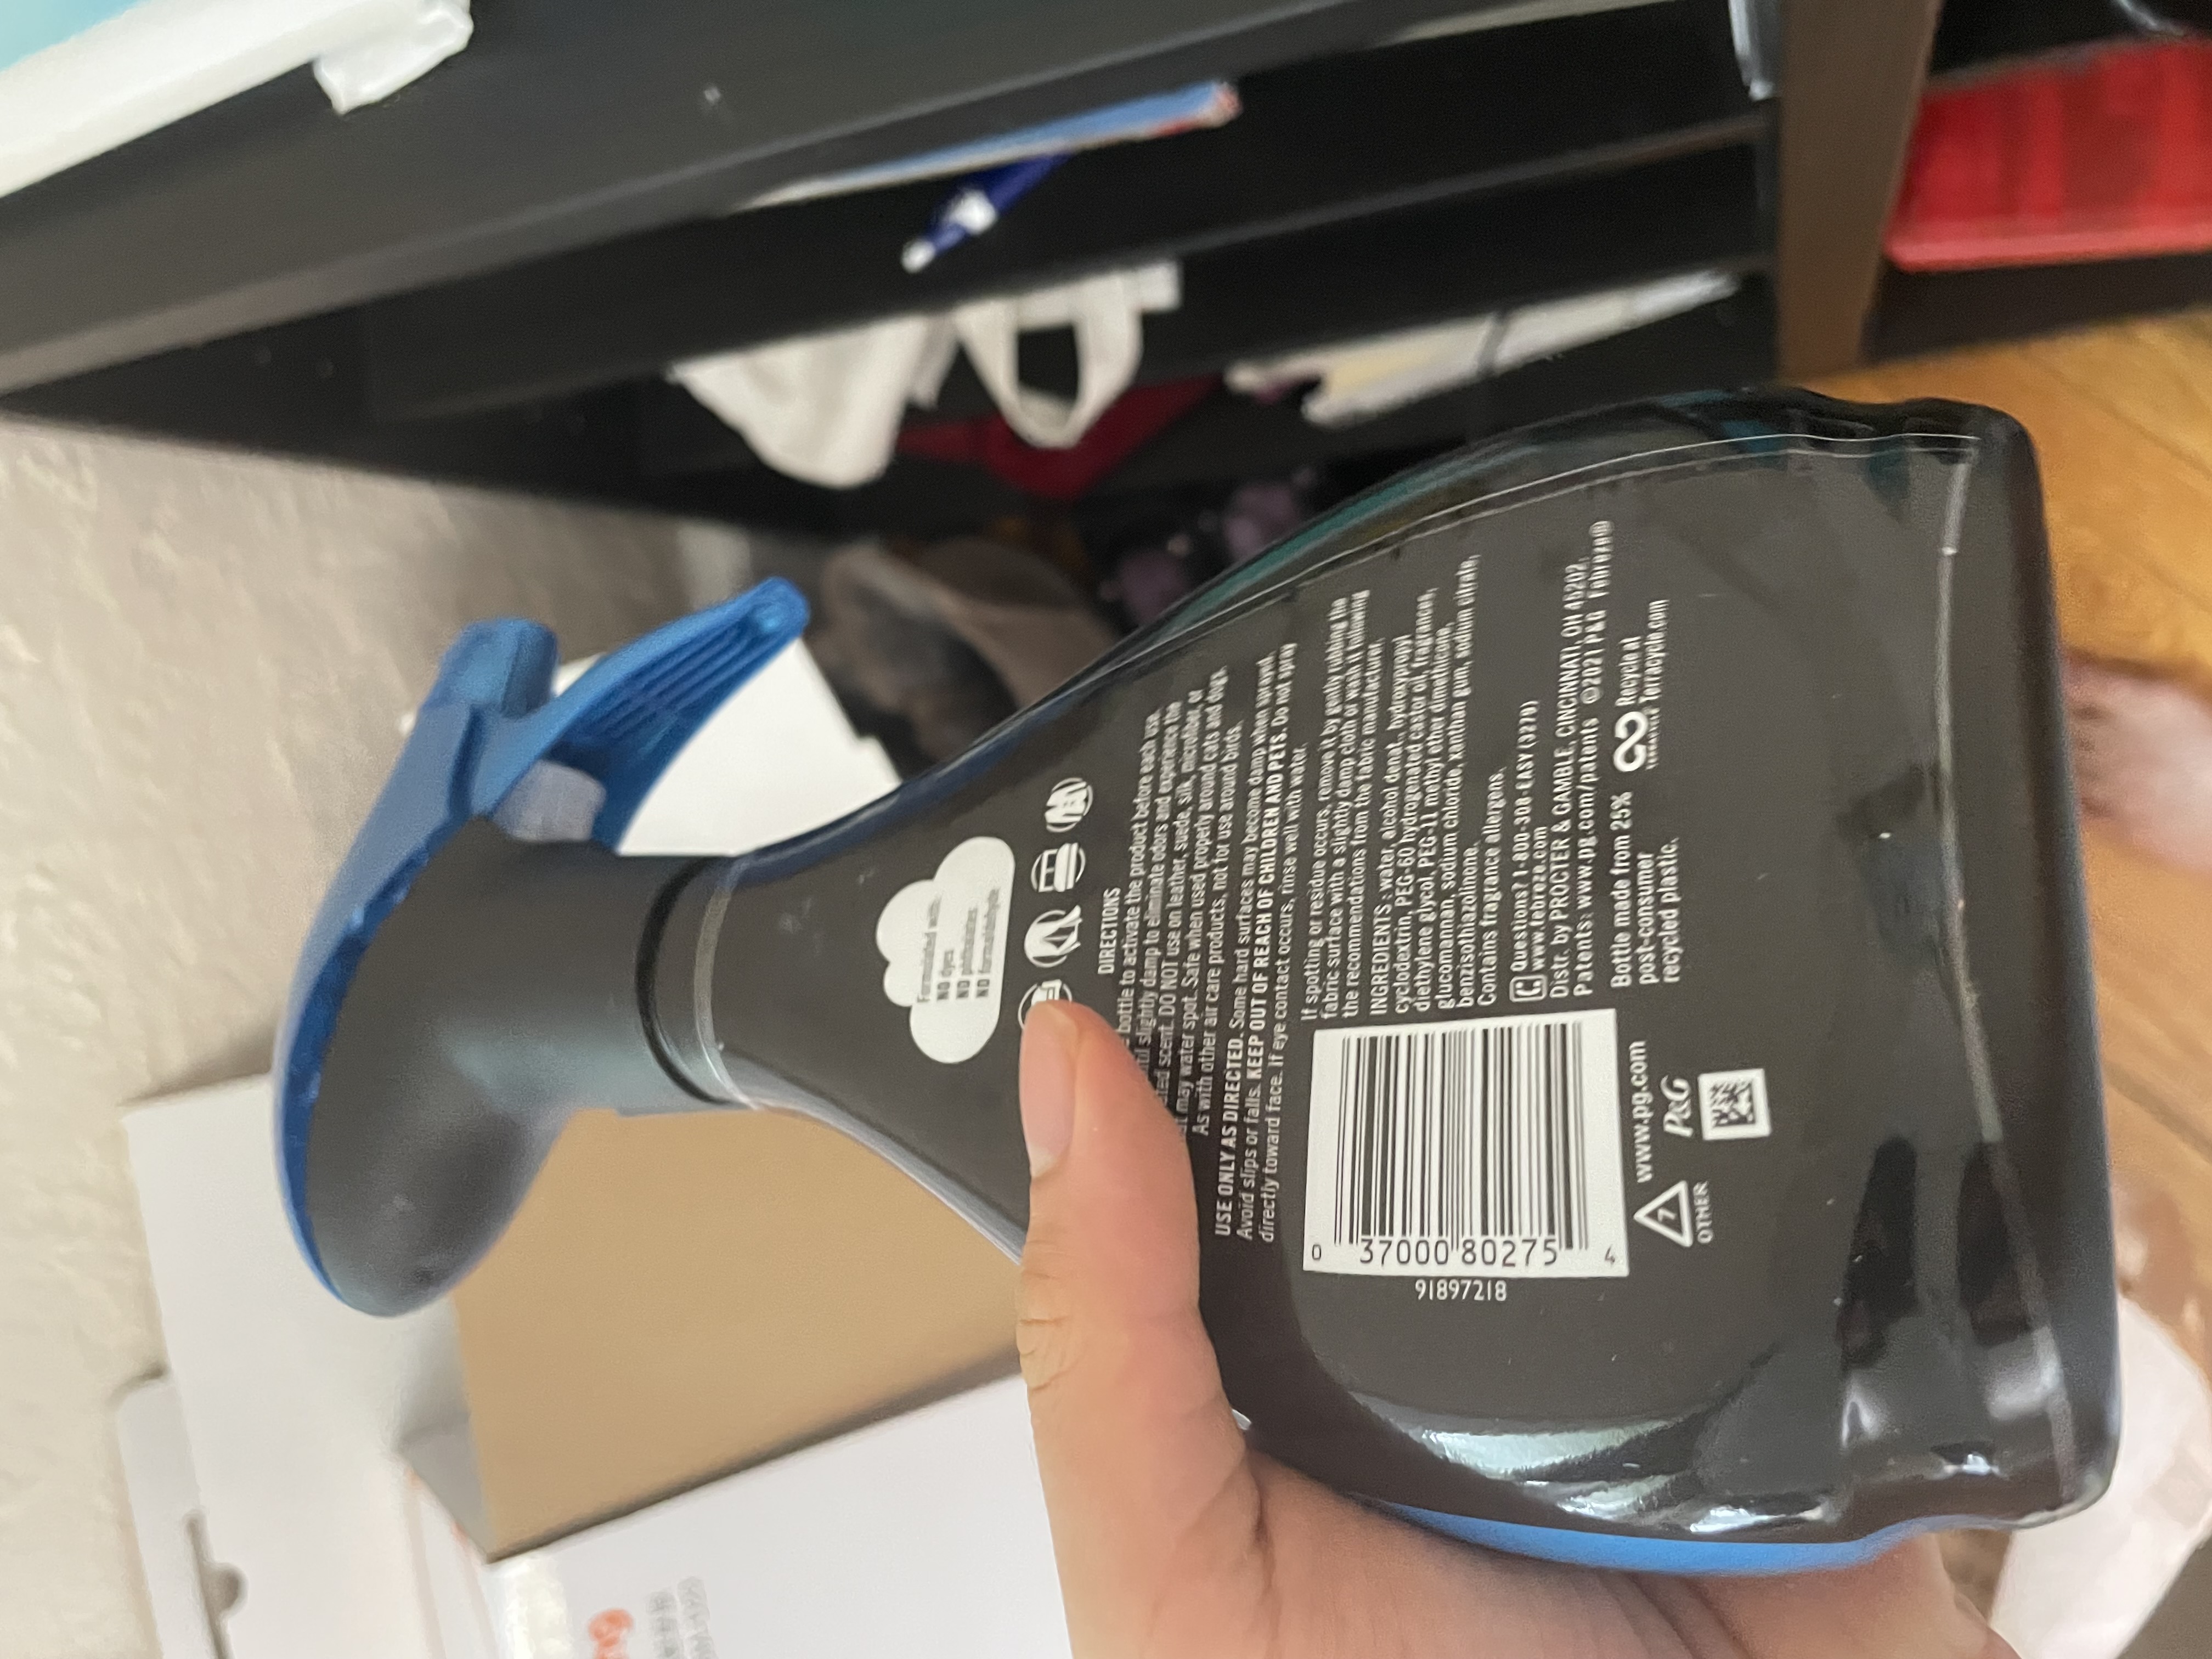 Formulated with:
NO dyes
NO phthalates
NO formaldehyde
DIRECTIONS
bottle to activate the product before each use.
slightly damp to eliminate odors and experience the
scent. DO NOT use on leather, suede, silk,
may water spot. Safe when used properly around cats and dogs.
As with other air care products, not for use around birds.
USE ONLY AS DIRECTED. Some hard surfaces may become damp when sprayed.
Avoid slips or falls. KEEP OUT OF REACH OF CHILDREN AND PETS. Do not spray
directly toward face. If eye contact occurs, rinse well with water.
If spotting or residue occurs, remove it by gently rubbing the
fabric surface with a slightly damp cloth or wash following
the recommendations from the fabric manufacturer.
INGREDIENTS: water, alcohol denat, hydroxypropyl
cyclodextrin, PEG-60 hydrogenated castor oil, fragrances,
diethylene glycol, PEG-11 methyl ether dimethicone,
glucomannan, sodium chloride, xanthan gum, sodium citrate,
benzisothiazolinone.
Contains fragrance allergens.
Questions? 1-800-308-EASY (3279)
www.febreze.com
Distr. by PROCTER & GAMBLE, CINCINNATI, OH 45202.
Patents: www.pg.com/patents ©2021 P&G
Bottle made from 25%
post-consumer
recycled plastic.
Recycle at
Terracycle.com
0 37000 80275 4
91897218
www.pg.com
P&G
7
OTHER